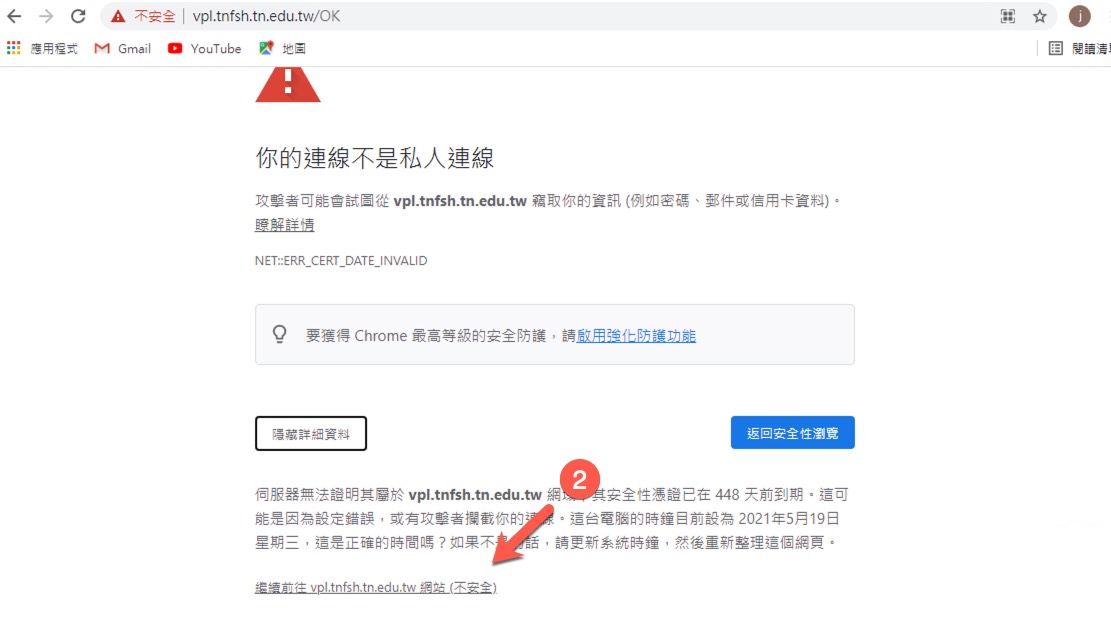 不安全 vpl.tnfsh.tn.edu.tw/OK j
應用程式 Gmail YouTube 地圖 閱讀清單
你的連線不是私人連線
攻擊者可能會試圖從 vpl.tnfsh.tn.edu.tw 竊取你的資訊 (例如密碼、郵件或信用卡資料)。
瞭解詳情
NET::ERR_CERT_DATE_INVALID
要獲得 Chrome 最高等級的安全防護，請啟用強化防護功能
隱藏詳細資料 返回安全性瀏覽
2
伺服器無法證明其屬於 vpl.tnfsh.tn.edu.tw 網域，其安全性憑證已在 448 天前到期。這可
能是因為設定錯誤，或有攻擊者攔截你的連線。這台電腦的時鐘目前設為 2021年5月19日
星期三，這是正確的時間嗎？如果不是的話，請更新系統時鐘，然後重新整理這個網頁。
繼續前往 vpl.tnfsh.tn.edu.tw 網站 (不安全)